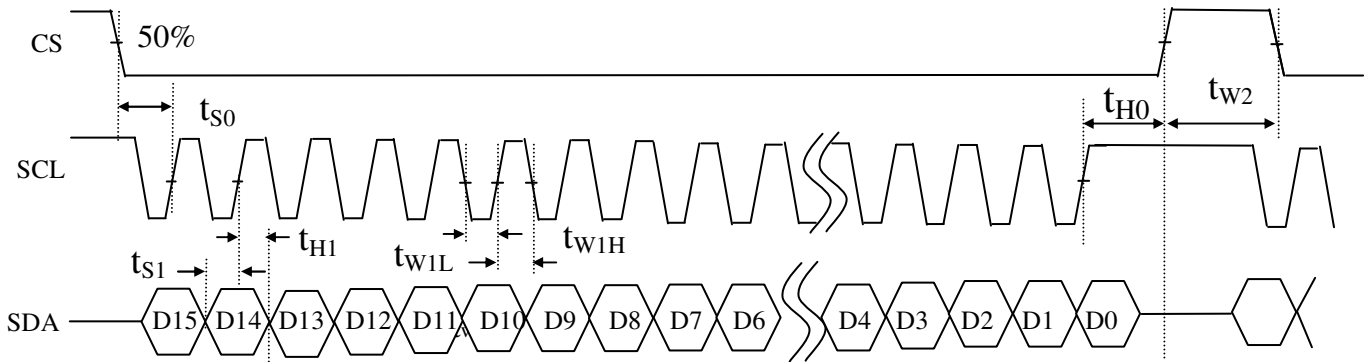 CS
50%
tS0
tH0
tW2
SCL
tH1
tS1
tW1L
tW1H
SDA
D15
D14
D13
D12
D11
D10
D9
D8
D7
D6
D4
D3
D2
D1
D0